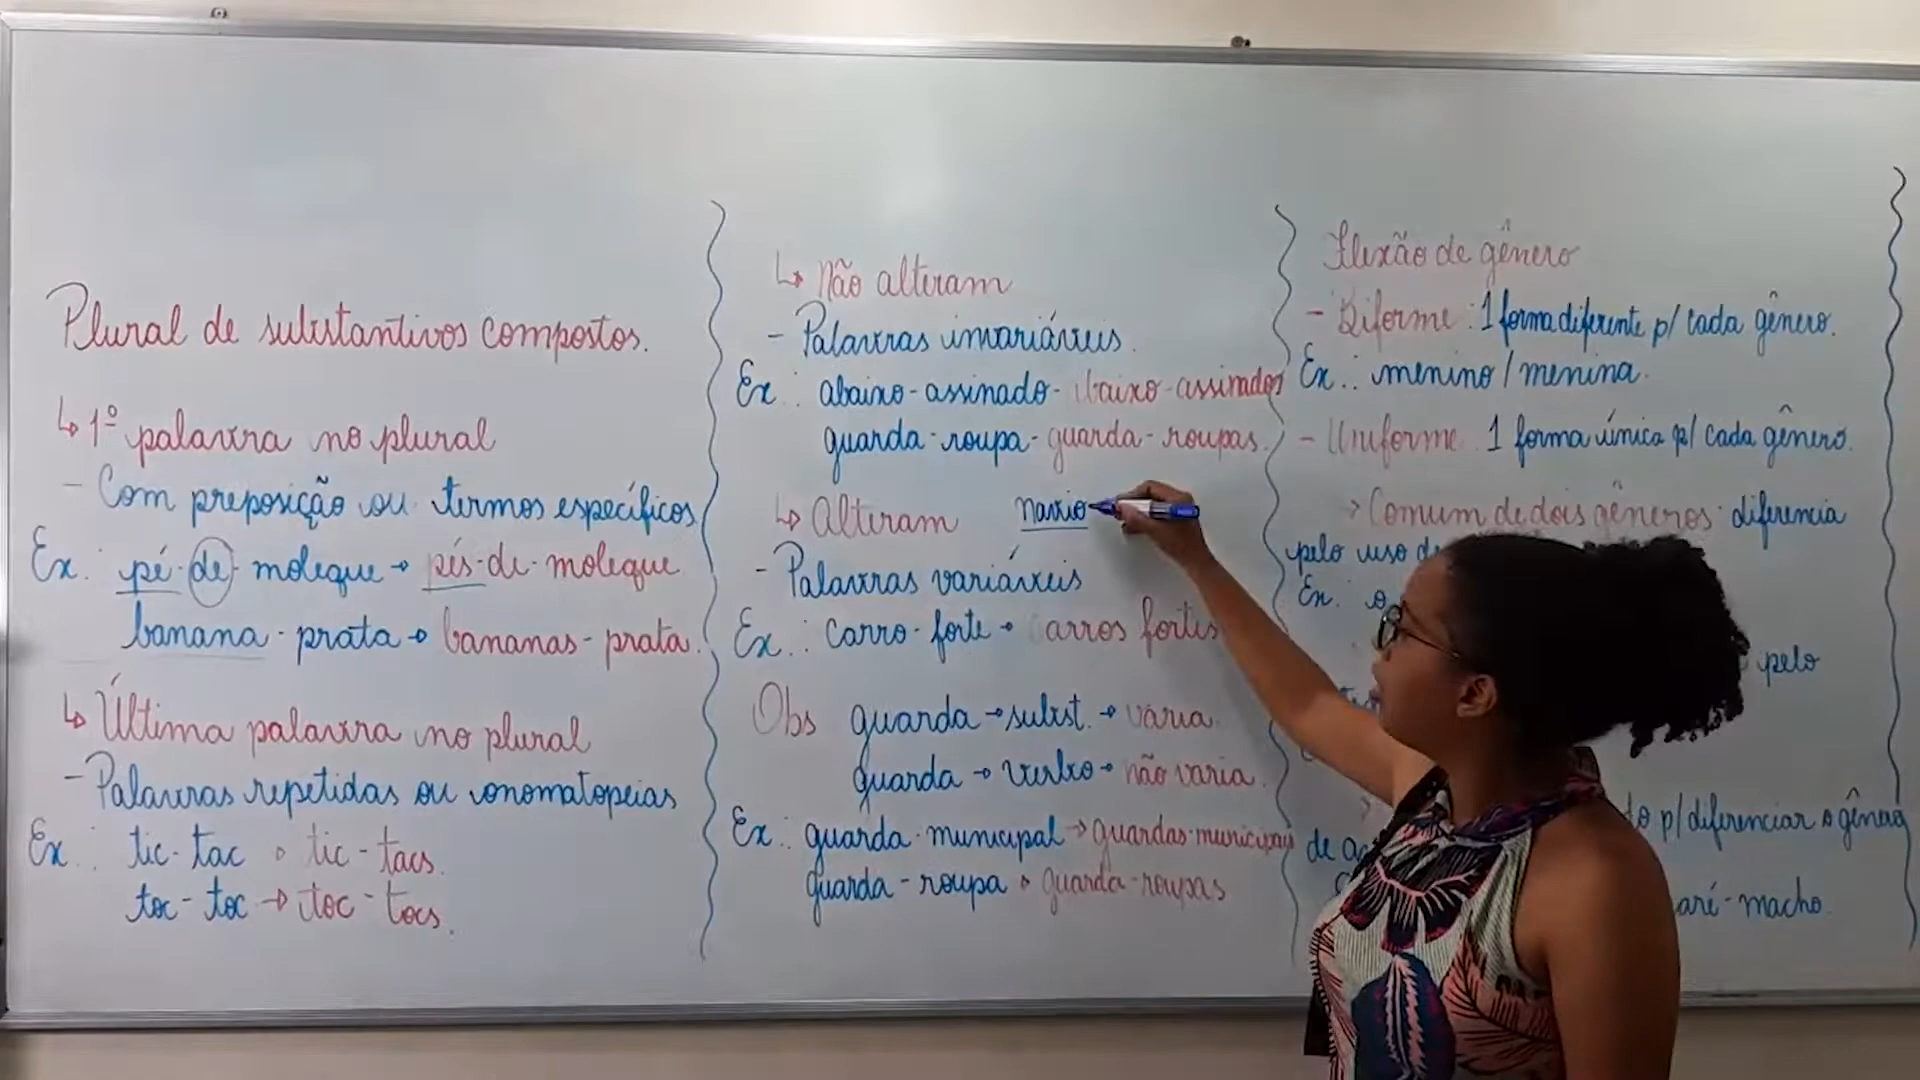 Plural de substantivos compostos.
↳ 1º palavra no plural
- Com preposição ou termos específicos
Ex.: pé-de-moleque → pés-de-moleque
banana-prata → bananas-prata.
↳ Última palavra no plural
- Palavras repetidas ou onomatopeias
Ex.: tic-tac → tic-tacs.
toc-toc → toc-tocs.
↳ Não alteram
- Palavras invariáveis.
Ex.: abaixo-assinado- baixo-assinados
guarda-roupa-guarda-roupas.
↳ Alteram navio
- Palavras variáveis
Ex.: carro-forte → carros fortes
Obs guarda → subst. → varia.
guarda → verbo → não varia.
Ex.: guarda-municipal → guardas-municipais
guarda-roupa → guarda-roupas
Flexão de gênero
- Biforme: 1 forma diferente p/ cada gênero.
Ex.: menino/menina.
- Uniforme: 1 forma única p/ cada gênero.
> Comum de dois gêneros: diferencia
pelo uso d
Ex. o
pelo
p/diferenciar o gênero
de a
macho.